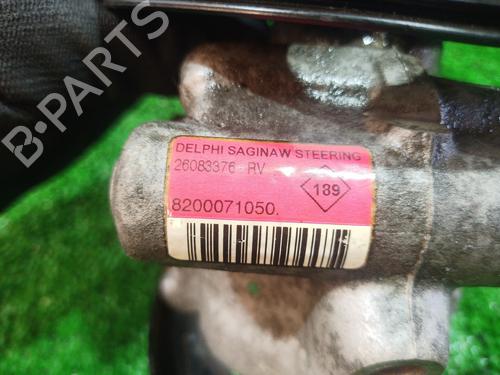 B-PARTS
DELPHI SAGINAW STEERING
26083376 RV
189
8200071050.